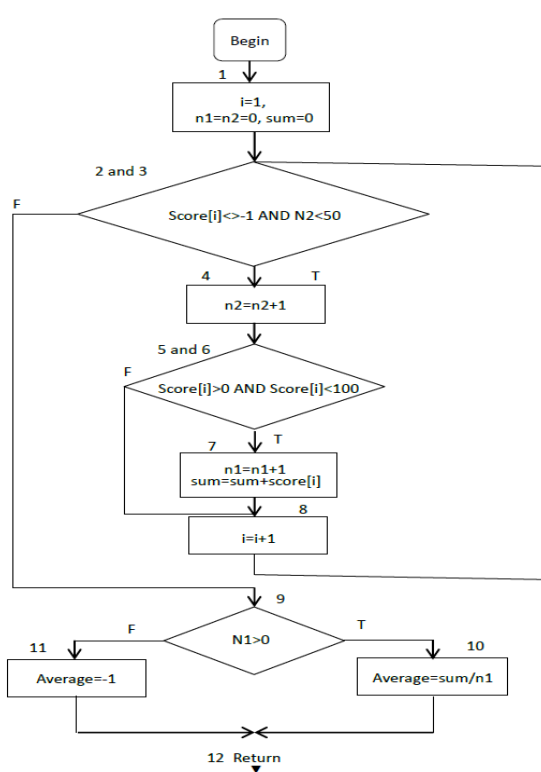 Begin
1
i=1,
n1=n2=0, sum=0
2 and 3
F
Score[i]<>-1 AND N2<50
4
T
n2=n2+1
5 and 6
F
Score[i]>0 AND Score[i]<100
T
7
n1=n1+1
sum=sum+score[i]
8
i=i+1
9
F
N1>0
T
11
10
Average=-1
Average=sum/n1
12 Return